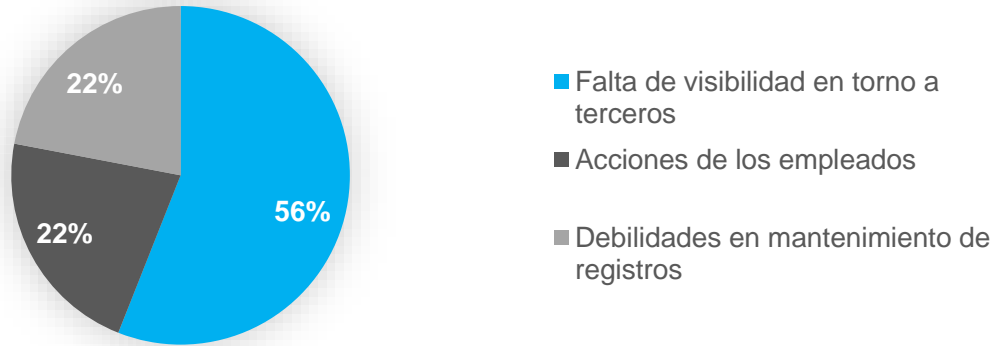 22%
56%
22%
Falta de visibilidad en torno a
terceros
Acciones de los empleados
Debilidades en mantenimiento de
registros